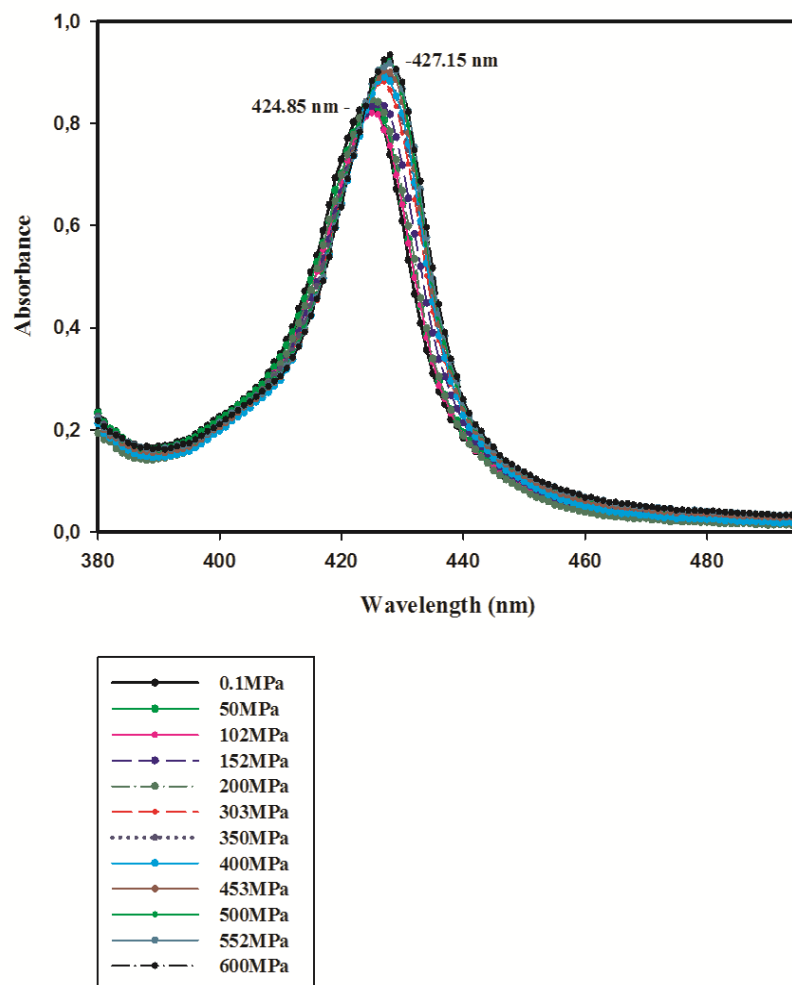 1,0
-427.15 nm
424.85 nm -
0,8
0,6
0,4
0,2
0,0
Absorbance
380 400 420 440 460 480
Wavelength (nm)
0.1MPa
50MPa
102MPa
152MPa
200MPa
303MPa
350MPa
400MPa
453MPa
500MPa
552MPa
600MPa